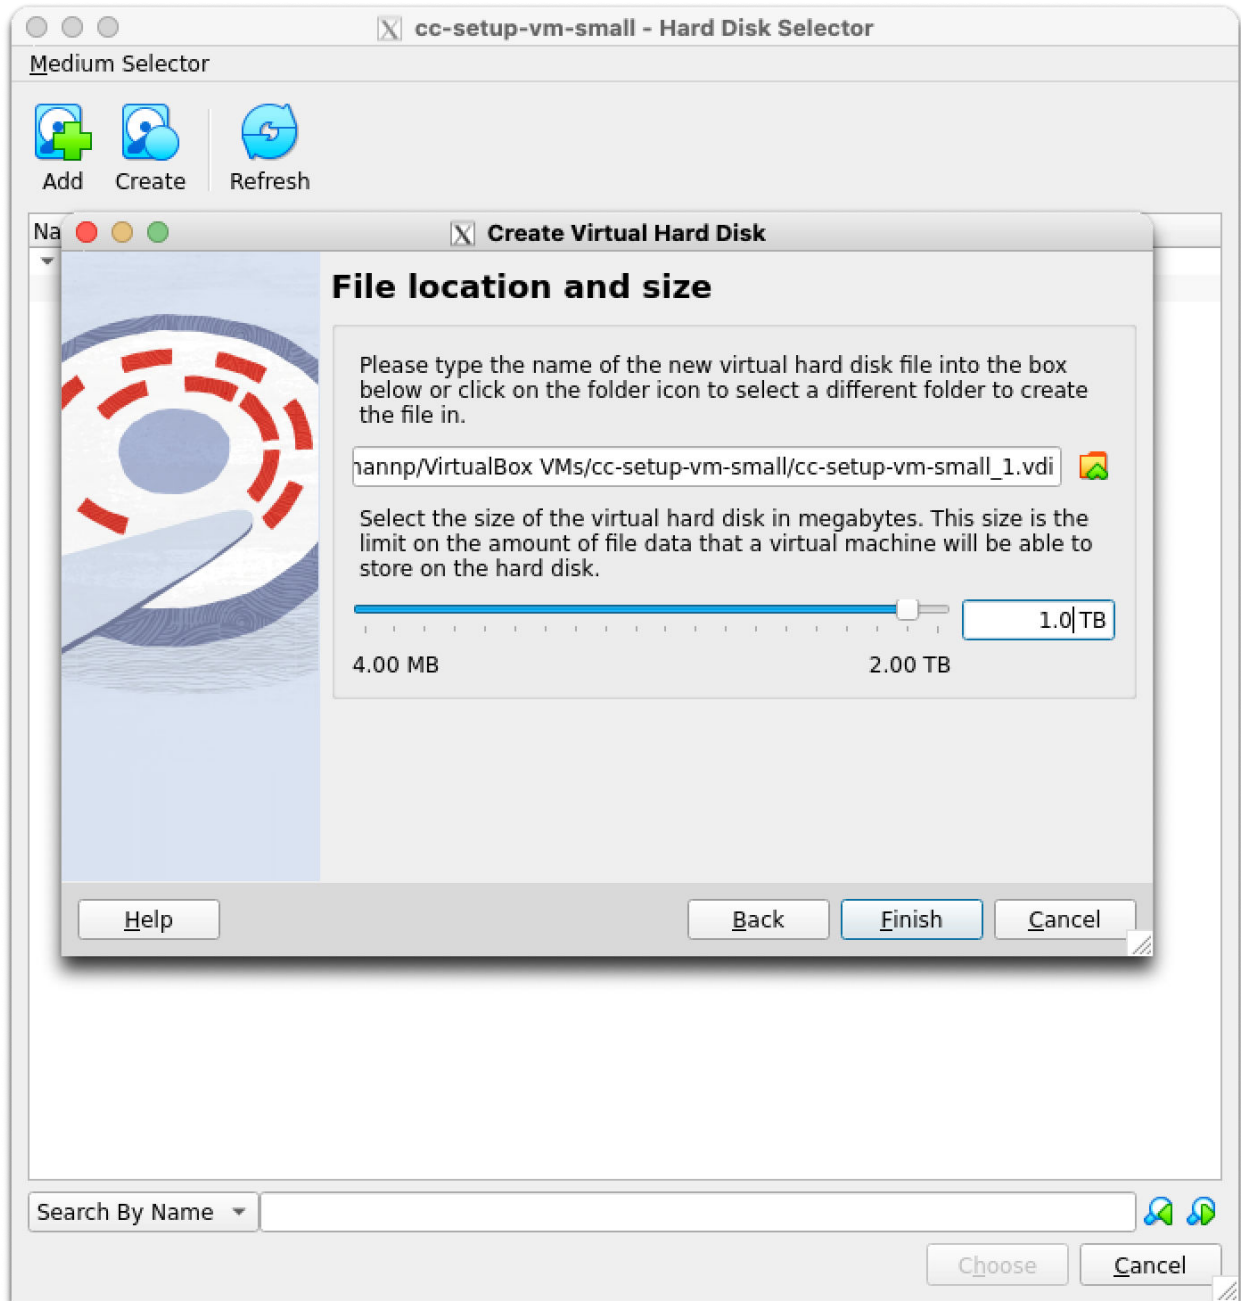 cc-setup-vm-small - Hard Disk Selector
Medium Selector
Add
Create
Refresh
Na
Create Virtual Hard Disk
File location and size
Please type the name of the new virtual hard disk file into the box
below or click on the folder icon to select a different folder to create
the file in.
nannp/VirtualBox VMs/cc-setup-vm-small/cc-setup-vm-small_1.vdi
Select the size of the virtual hard disk in megabytes. This size is the
limit on the amount of file data that a virtual machine will be able to
store on the hard disk.
1.0 TB
4.00 MB
2.00 TB
Help
Back
Finish
Cancel
Search By Name
Choose
Cancel